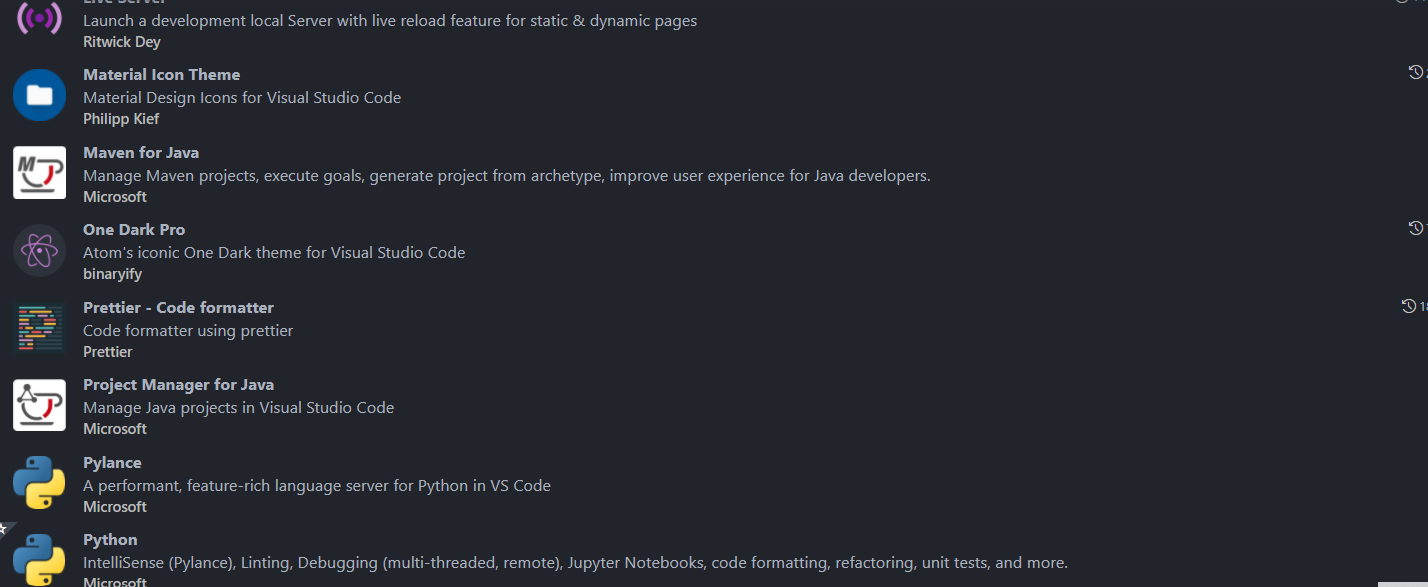 Live Server
Launch a development local Server with live reload feature for static & dynamic pages
Ritwick Dey
Material Icon Theme
Material Design Icons for Visual Studio Code
Philipp Kief
Maven for Java
Manage Maven projects, execute goals, generate project from archetype, improve user experience for Java developers.
Microsoft
One Dark Pro
Atom's iconic One Dark theme for Visual Studio Code
binaryify
Prettier - Code formatter
Code formatter using prettier
Prettier
Project Manager for Java
Manage Java projects in Visual Studio Code
Microsoft
Pylance
A performant, feature-rich language server for Python in VS Code
Microsoft
Python
IntelliSense (Pylance), Linting, Debugging (multi-threaded, remote), Jupyter Notebooks, code formatting, refactoring, unit tests, and more.
Microsoft